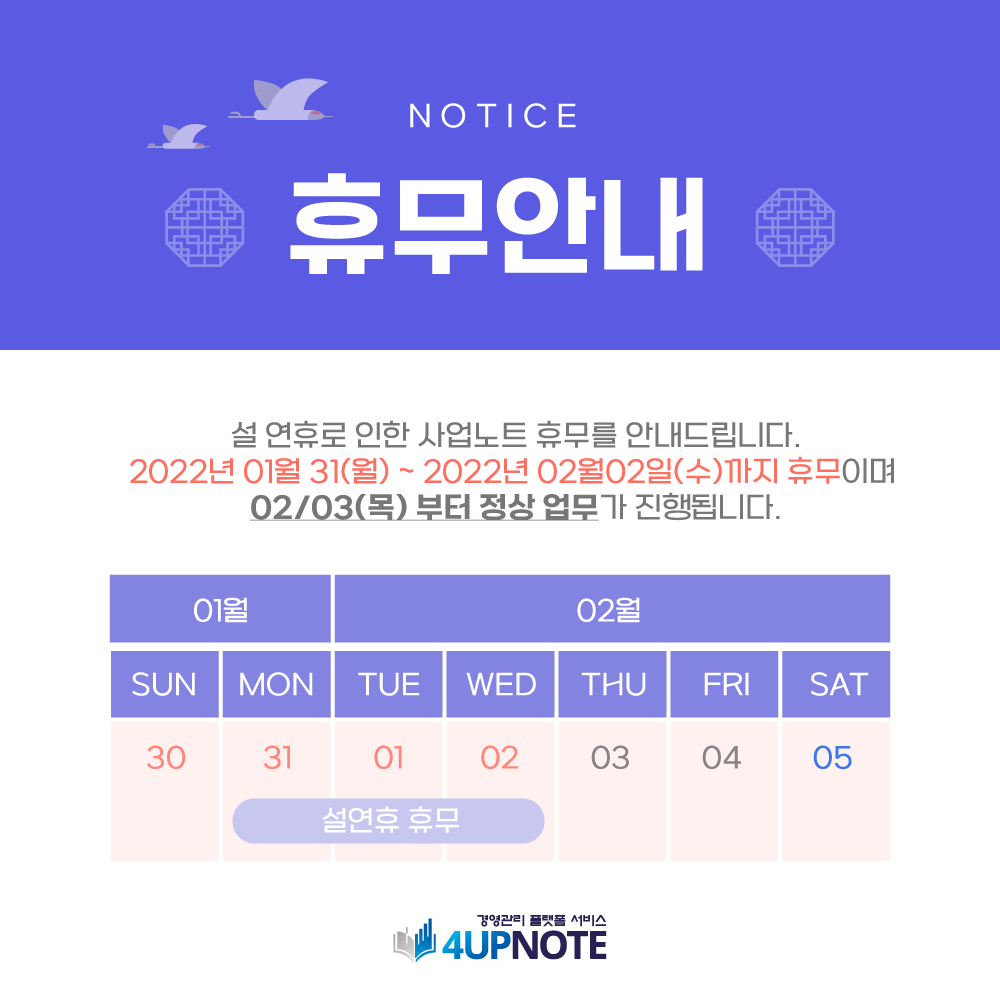 NOTICE
휴무안내
설 연휴로 인한 사업노트 휴무를 안내드립니다.
2022년 01월 31(월) ~ 2022년 02월02일(수)까지 휴무이며
02/03(목) 부터 정상 업무가 진행됩니다.
01월 02월
SUN MON TUE WED THU FRI SAT
30 31 01 02 03 04 05
설연휴 휴무
경영관리 플랫폼 서비스
4UPNOTE